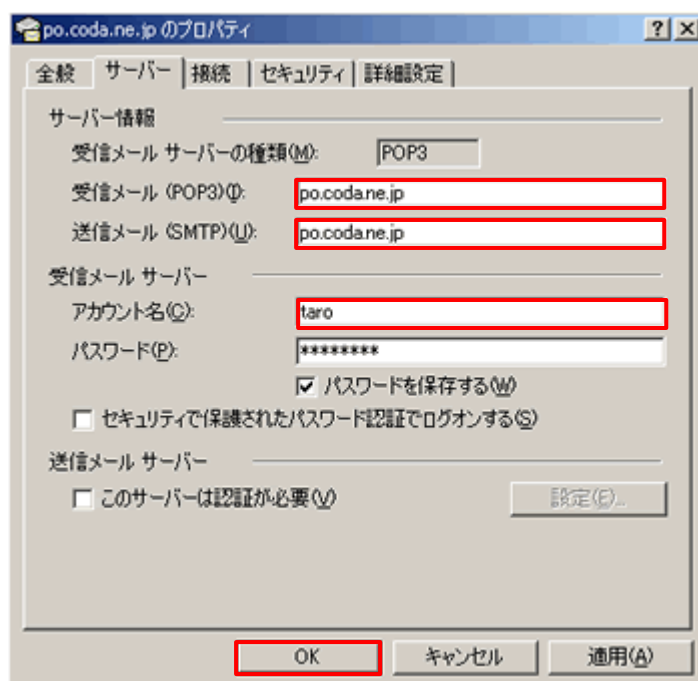 po.coda.ne.jp のプロパティ
全般 サーバー 接続 セキュリティ 詳細設定
サーバー情報
受信メール サーバーの種類(M): POP3
受信メール (POP3)(I): po.coda.ne.jp
送信メール (SMTP)(U): po.coda.ne.jp
受信メール サーバー
アカウント名(C): taro
パスワード(P): ********
パスワードを保存する(W)
セキュリティで保護されたパスワード認証でログオンする(S)
送信メール サーバー
このサーバーは認証が必要(V) 設定(E)...
OK キャンセル 適用(A)